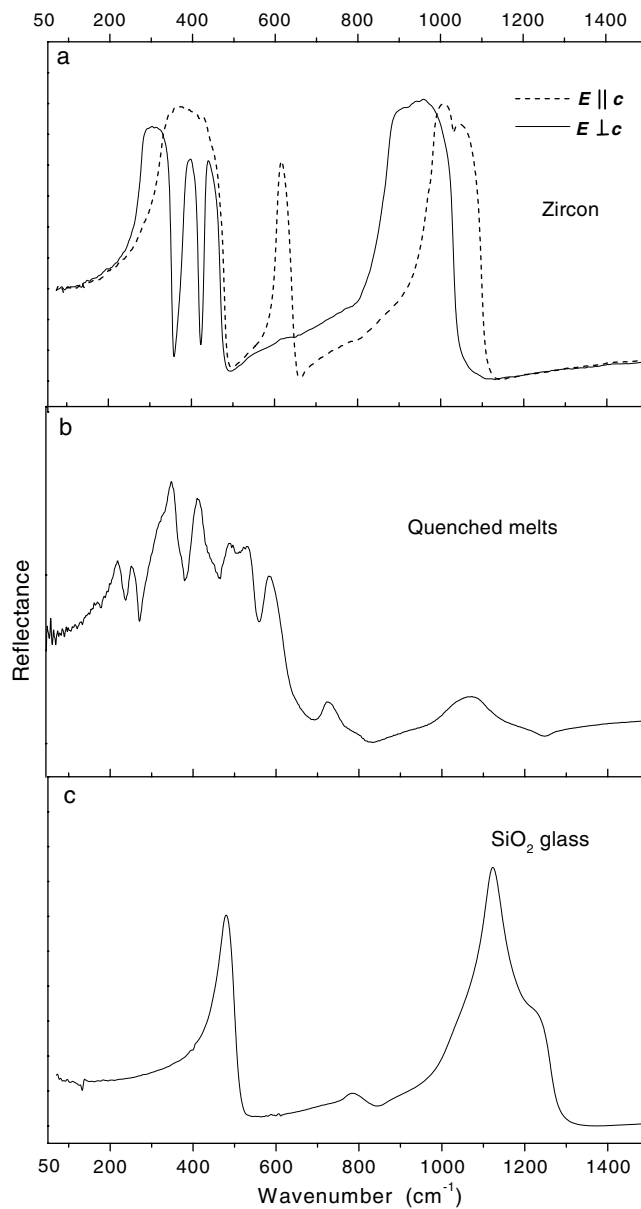 50 200 400 600 800 1000 1200 1400
a
E || c
E ⊥ c
Zircon
b
Quenched melts
Reflectance
c
SiO₂ glass
50 200 400 600 800 1000 1200 1400
Wavenumber (cm⁻¹)